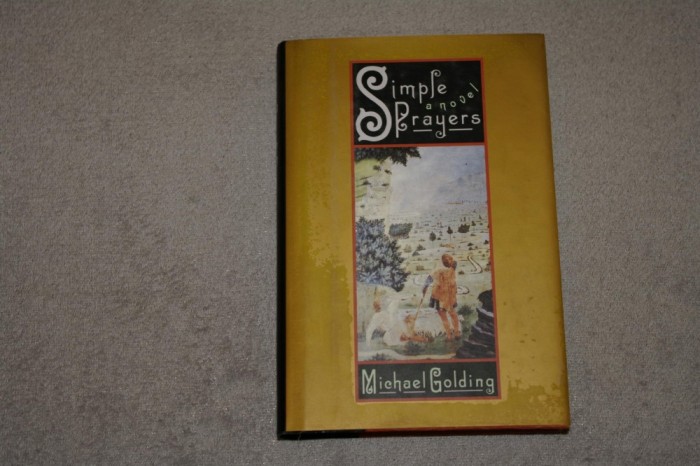 Simple
a novel
Prayers
Michael Golding